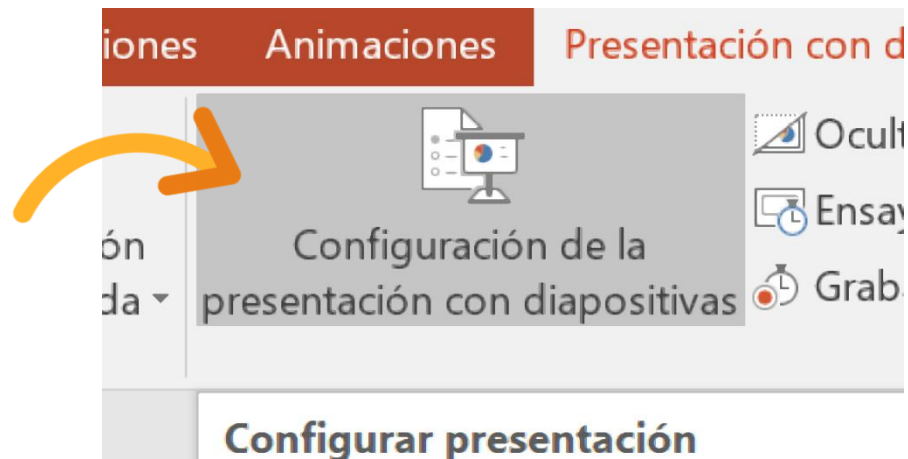 iones Animaciones Presentación con d
Ocult
Ensay
Grab
ón
da
Configuración de la
presentación con diapositivas
Configurar presentación